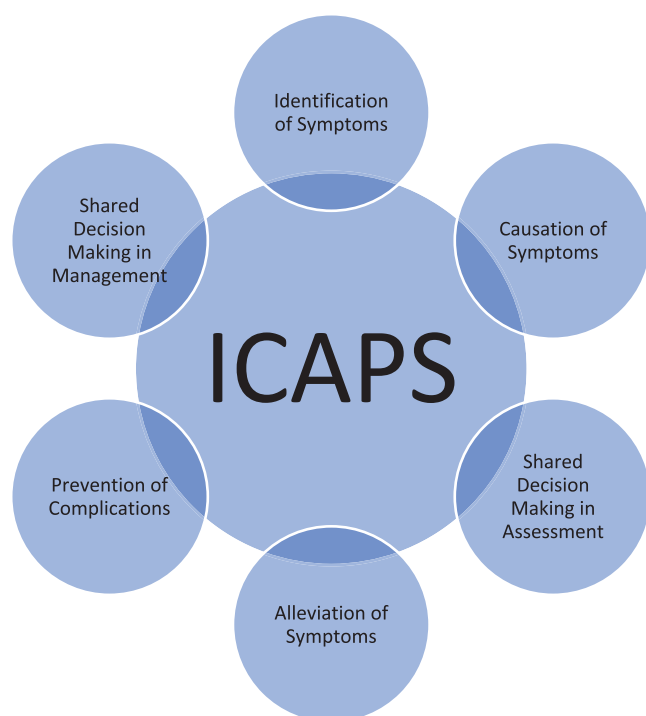 Identification
of Symptoms
Causation of
Symptoms
Shared
Decision
Making in
Assessment
Alleviation of
Symptoms
Prevention of
Complications
Shared
Decision
Making in
Management
ICAPS